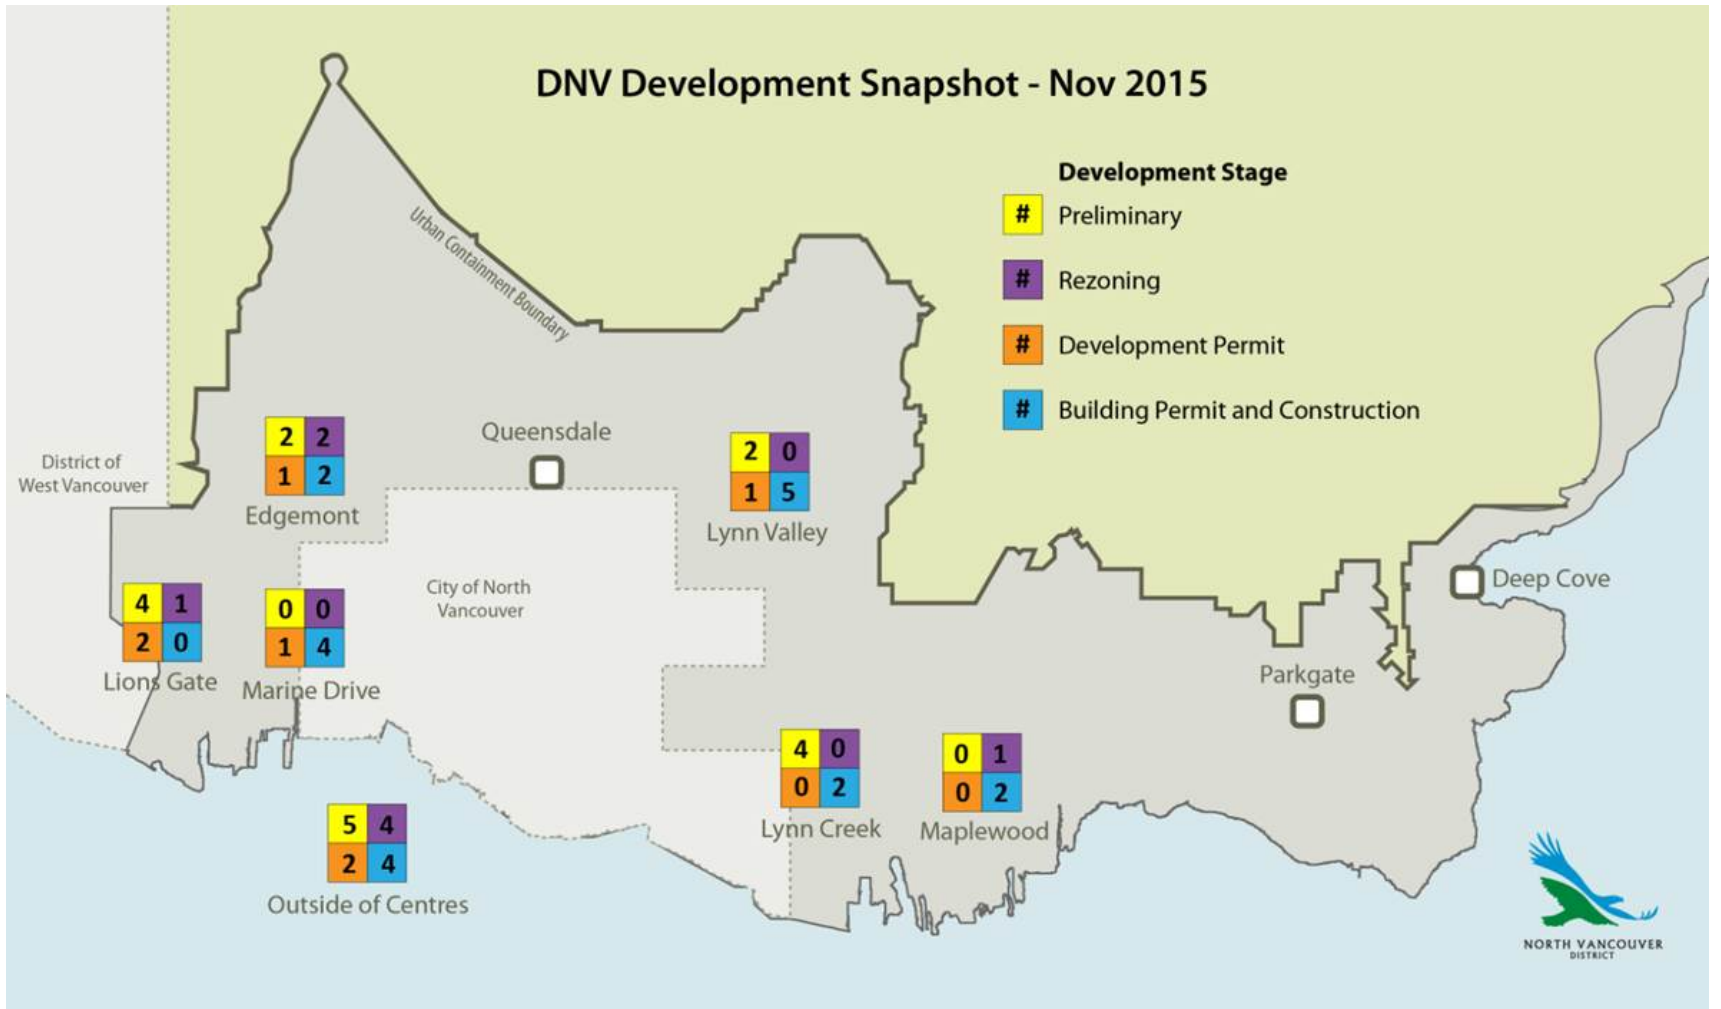 DNV Development Snapshot - Nov 2015
Development Stage
# Preliminary
# Rezoning
# Development Permit
# Building Permit and Construction
Urban Containment Boundary
District of
West Vancouver
2 2
1 2
Edgemont
Queensdale
2 0
1 5
Lynn Valley
City of North
Vancouver
4 1
2 0
Lions Gate
0 0
1 4
Marine Drive
Deep Cove
Parkgate
4 0
0 2
Lynn Creek
0 1
0 2
Maplewood
5 4
2 4
Outside of Centres
NORTH VANCOUVER
DISTRICT